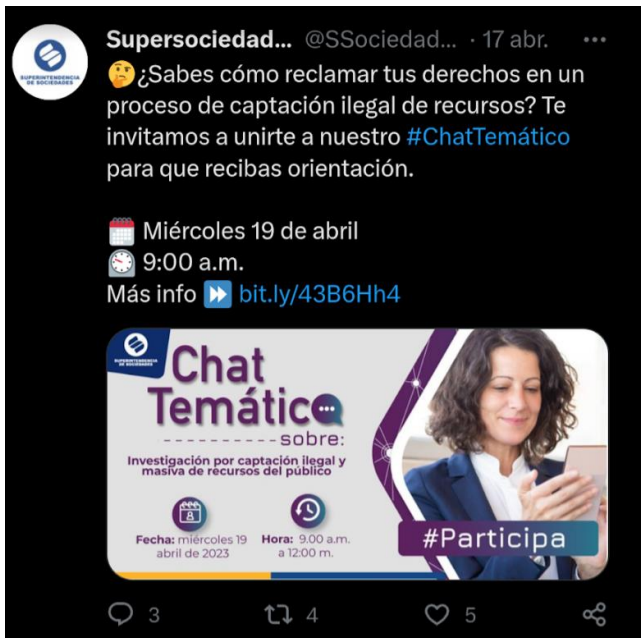 Supersociedad... @SSociedad... · 17 abr.
SUPERINTENDENCIA
DE SOCIEDADES
🤔¿Sabes cómo reclamar tus derechos en un
proceso de captación ilegal de recursos? Te
invitamos a unirte a nuestro #ChatTemático
para que recibas orientación.
Miércoles 19 de abril
9:00 a.m.
Más info ⏩ bit.ly/43B6Hh4
SUPERINTENDENCIA
DE SOCIEDADES
Chat
Temático
sobre:
Investigación por captación ilegal y
masiva de recursos del público
Fecha: miércoles 19
abril de 2023
Hora: 9.00 a.m.
a 12:00 m.
#Participa
3 4 5